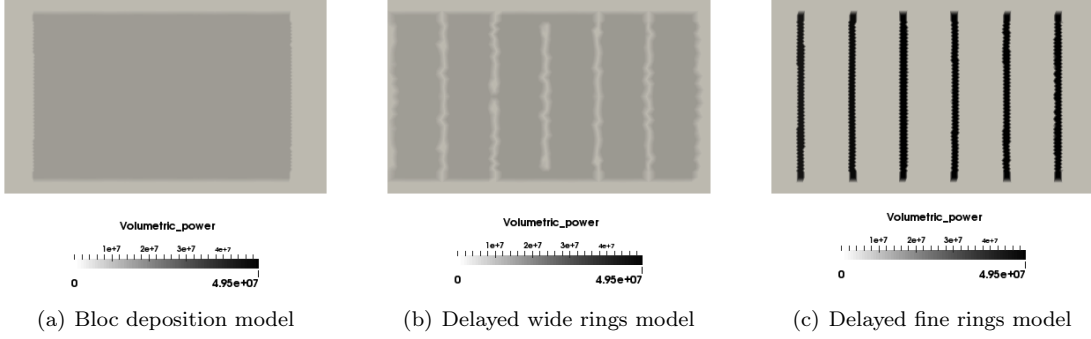 Volumetric_power
1e+7 2e+7 3e+7 4e+7
0 4.95e+07
(a) Bloc deposition model
Volumetric_power
1e+7 2e+7 3e+7 4e+7
0 4.95e+07
(b) Delayed wide rings model
Volumetric_power
1e+7 2e+7 3e+7 4e+7
0 4.95e+07
(c) Delayed fine rings model